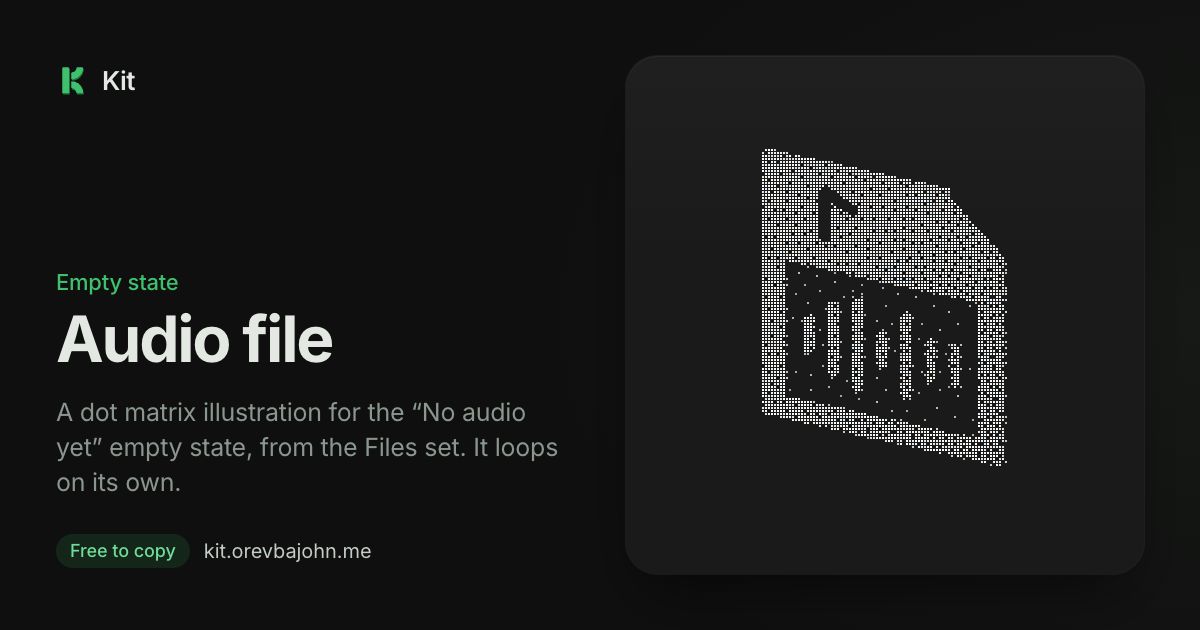 Kit
Empty state
Audio file
A dot matrix illustration for the “No audio
yet” empty state, from the Files set. It loops
on its own.
Free to copy
kit.orevbajohn.me